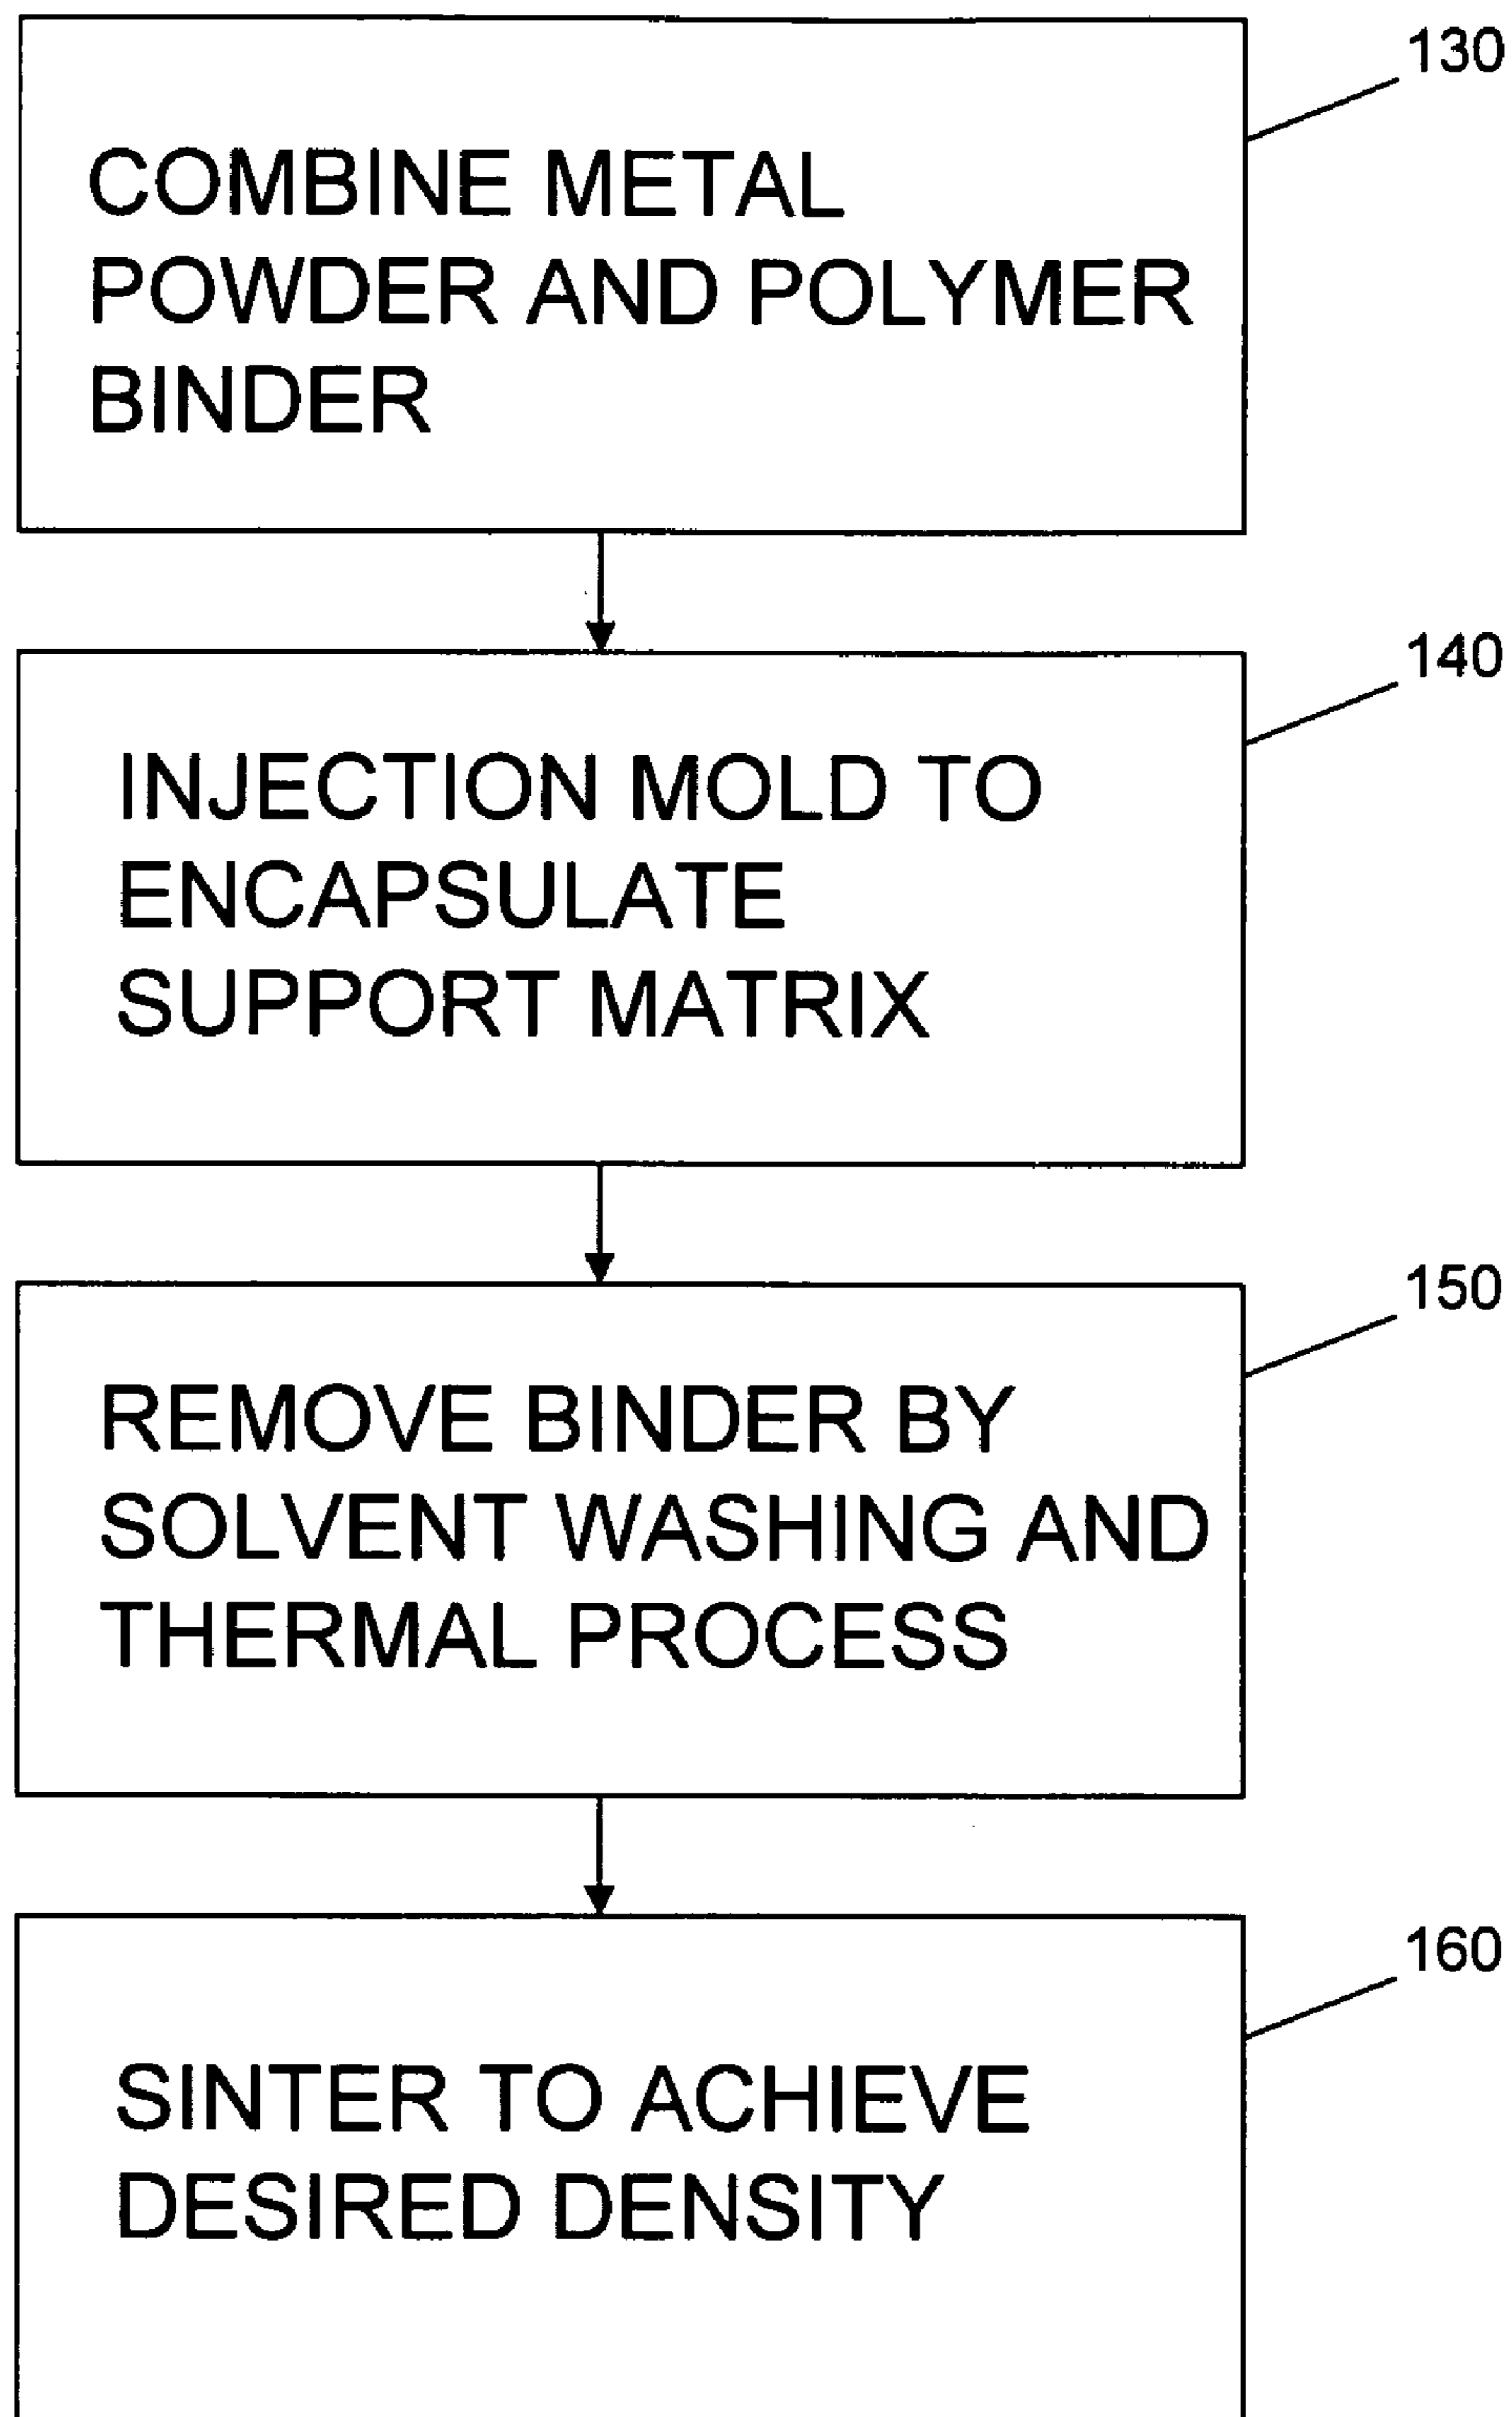 130
COMBINE METAL
POWDER AND POLYMER
BINDER
140
INJECTION MOLD TO
ENCAPSULATE
SUPPORT MATRIX
150
REMOVE BINDER BY
SOLVENT WASHING AND
THERMAL PROCESS
160
SINTER TO ACHIEVE
DESIRED DENSITY